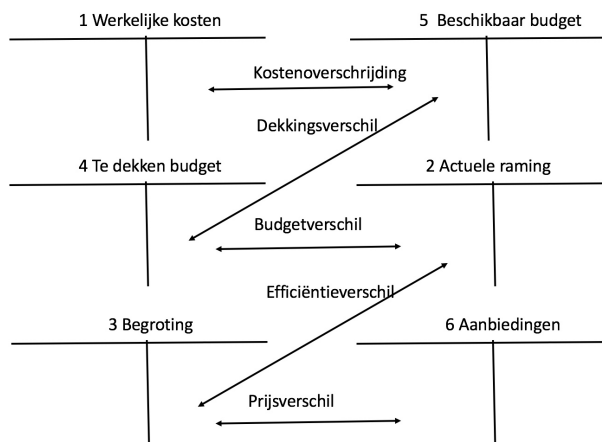 1 Werkelijke kosten
5 Beschikbaar budget
Kostenoverschrijding
Dekkingsverschil
4 Te dekken budget
2 Actuele raming
Budgetverschil
Efficiëntieverschil
3 Begroting
6 Aanbiedingen
Prijsverschil